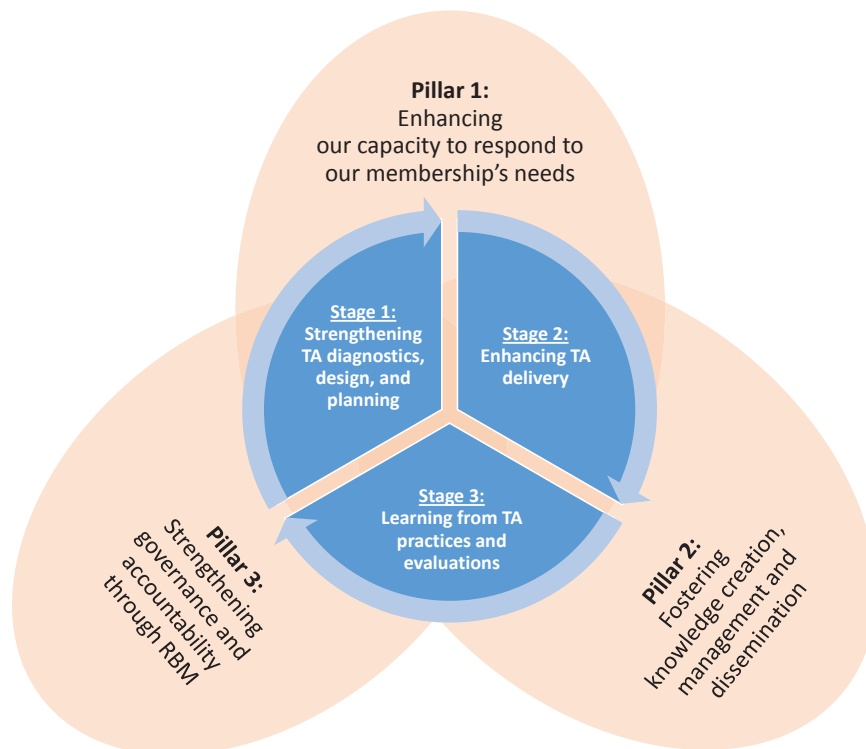 Pillar 1:
Enhancing
our capacity to respond to
our membership’s needs
Stage 1:
Strengthening
TA diagnostics,
design, and
planning
Stage 2:
Enhancing TA
delivery
Stage 3:
Learning from TA
practices and
evaluations
Pillar 3:
Strengthening
governance and
accountability
through RBM
Pillar 2:
Fostering
knowledge creation,
management and
dissemination